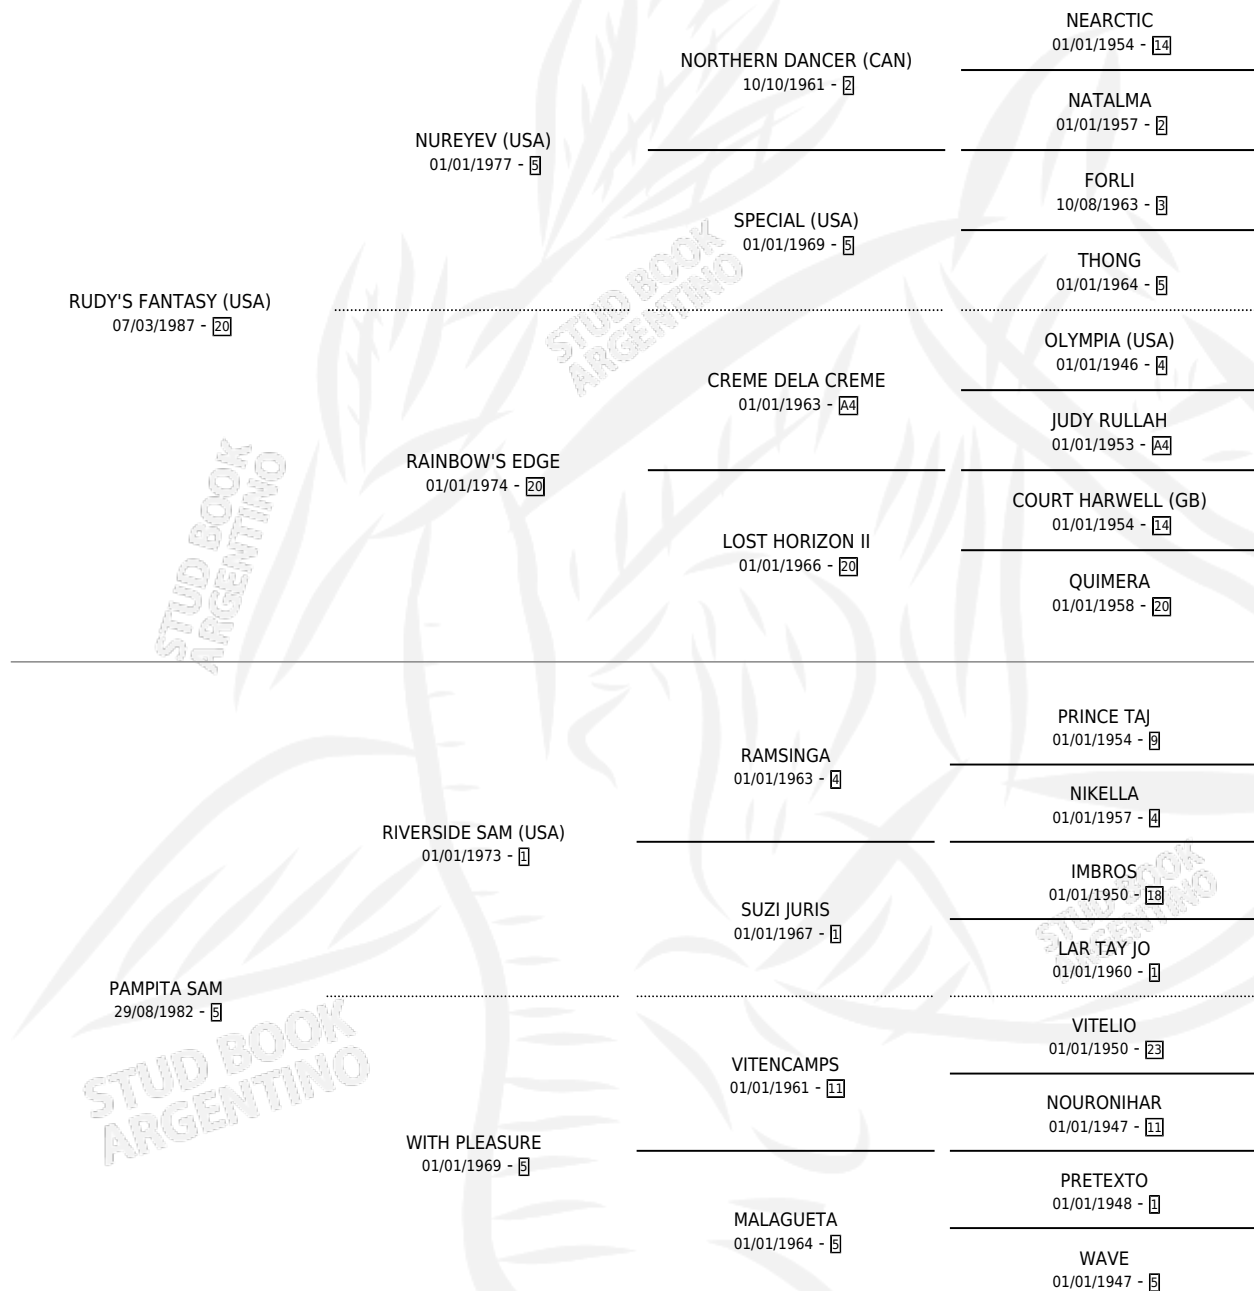 NEARCTIC
01/01/1954 - 14
NORTHERN DANCER (CAN)
10/10/1961 - 2
NATALMA
01/01/1957 - 2
NUREYEV (USA)
01/01/1977 - 5
FORLI
10/08/1963 - 3
SPECIAL (USA)
01/01/1969 - 5
THONG
01/01/1964 - 5
RUDY'S FANTASY (USA)
07/03/1987 - 20
OLYMPIA (USA)
01/01/1946 - 4
CREME DELA CREME
01/01/1963 - A4
JUDY RULLAH
01/01/1953 - A4
RAINBOW'S EDGE
01/01/1974 - 20
COURT HARWELL (GB)
01/01/1954 - 14
LOST HORIZON II
01/01/1966 - 20
QUIMERA
01/01/1958 - 20
PRINCE TAJ
01/01/1954 - 9
RAMSINGA
01/01/1963 - 4
NIKELLA
01/01/1957 - 4
RIVERSIDE SAM (USA)
01/01/1973 - 1
IMBROS
01/01/1950 - 18
SUZI JURIS
01/01/1967 - 1
LAR TAY JO
01/01/1960 - 1
PAMPITA SAM
29/08/1982 - 5
VITELIO
01/01/1950 - 23
VITENCAMPS
01/01/1961 - 11
NOURONIHAR
01/01/1947 - 11
WITH PLEASURE
01/01/1969 - 5
PRETEXTO
01/01/1948 - 1
MALAGUETA
01/01/1964 - 5
WAVE
01/01/1947 - 5
STUD BOOK
ARGENTINO
STUD BOOK
ARGENTINO
STUD BOOK
ARGENTINO
STUD BOOK
ARGENTINO